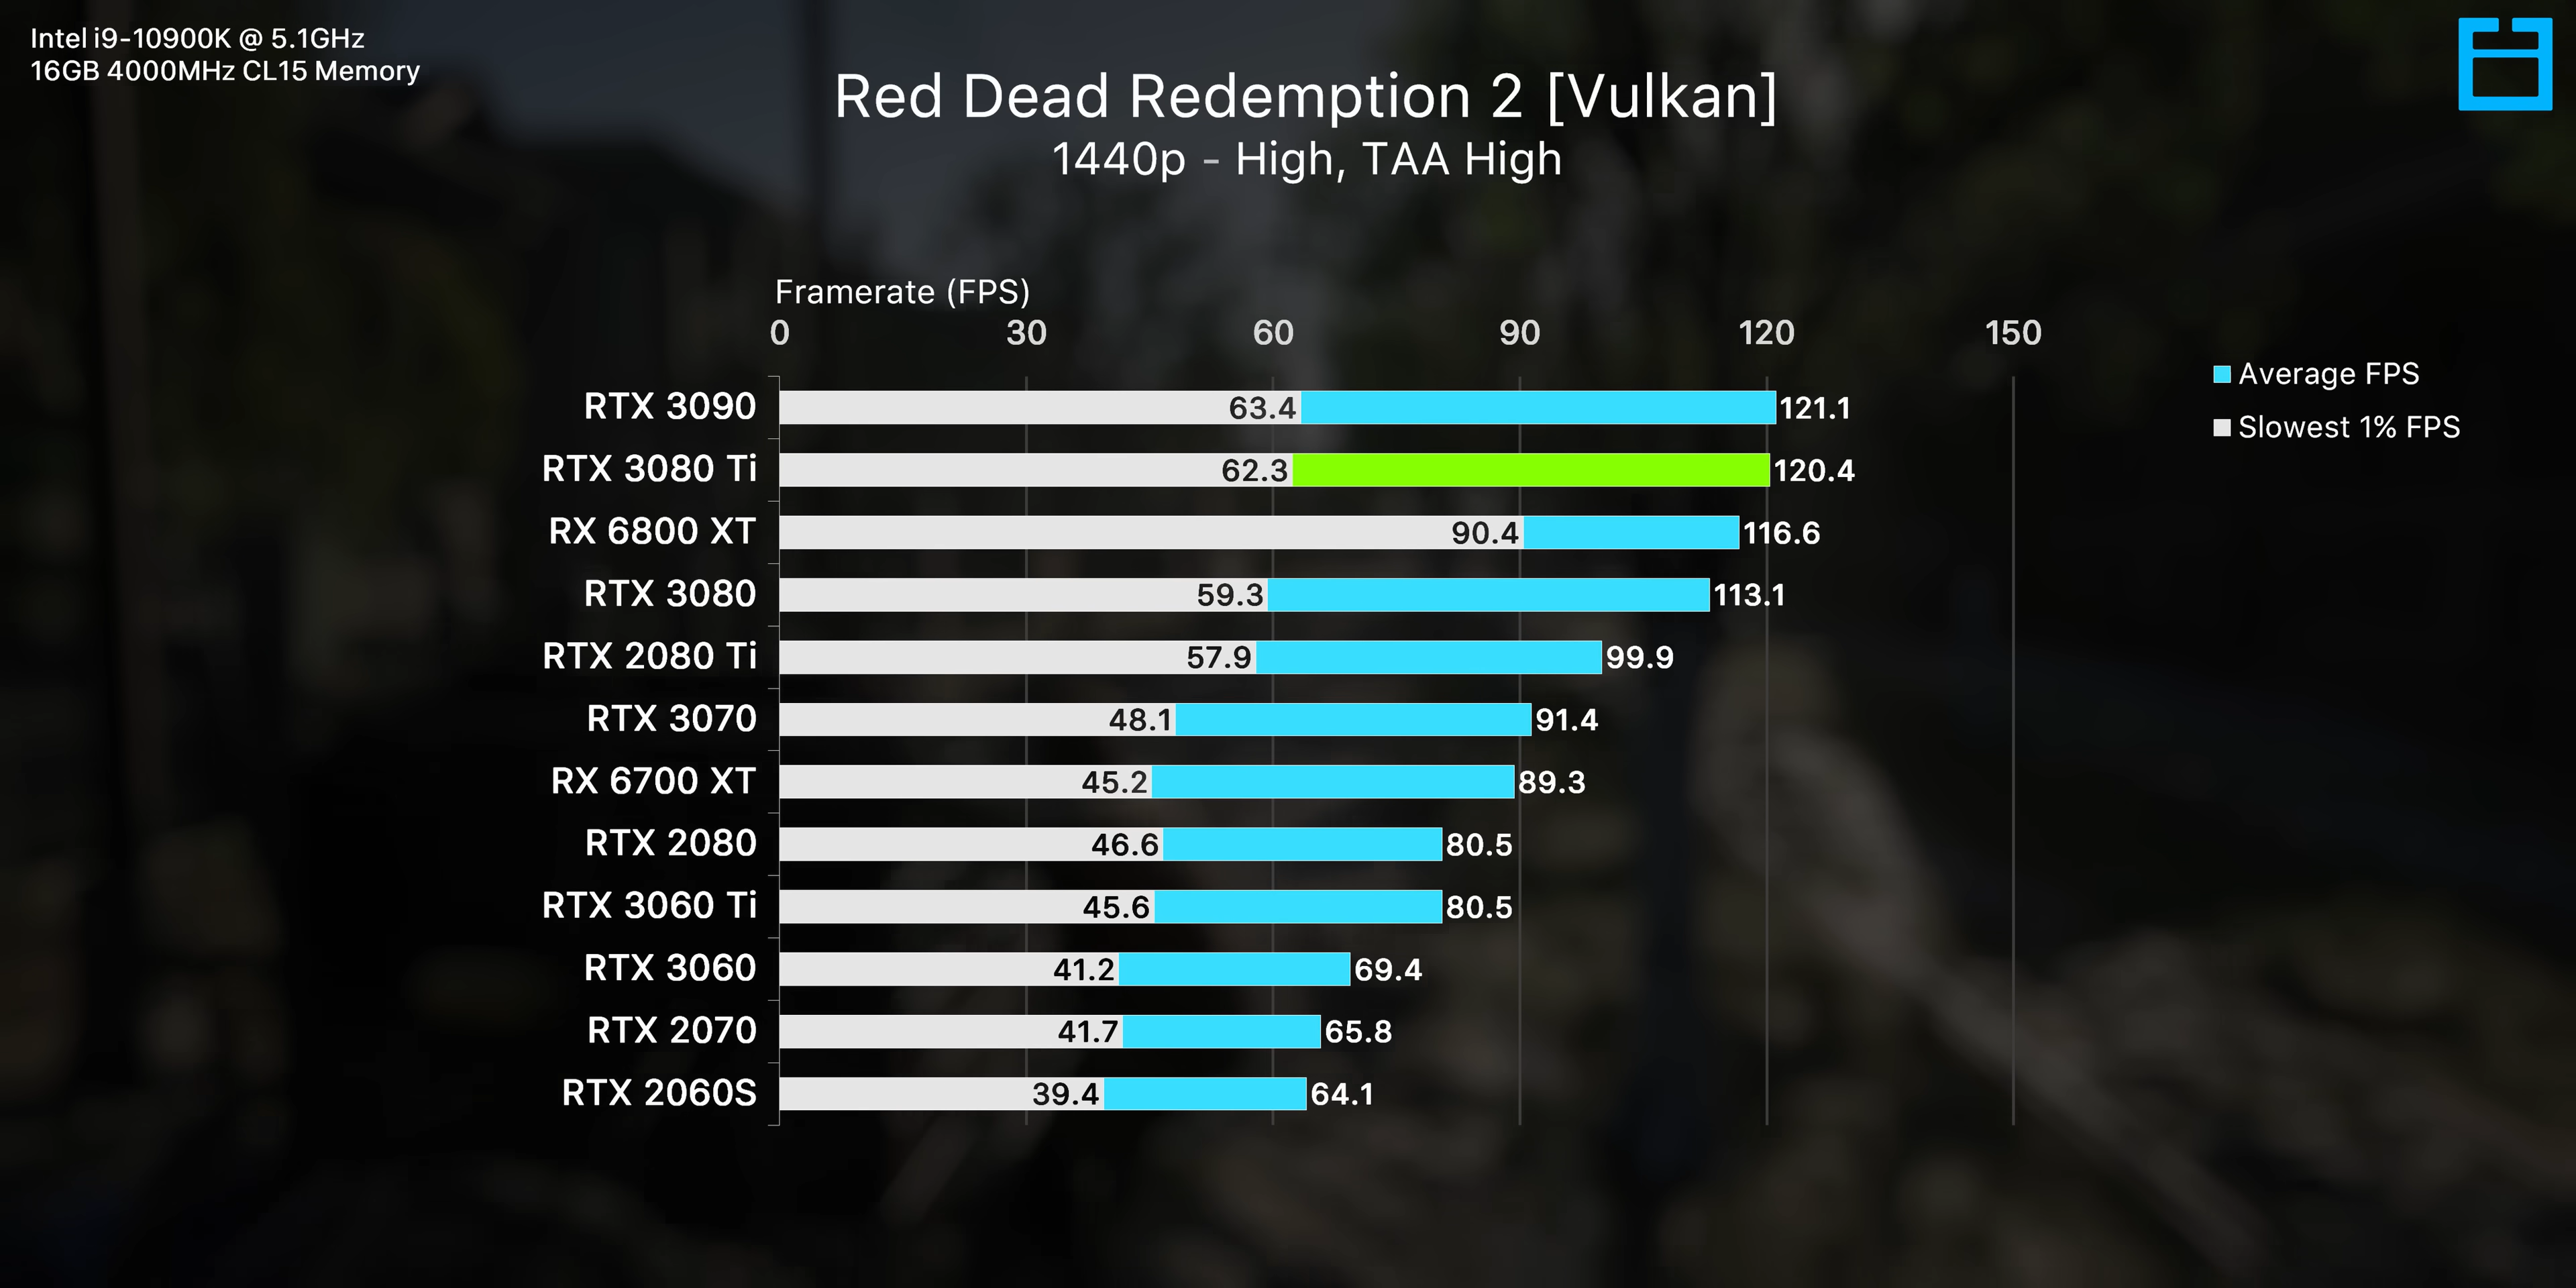 Intel i9-10900K @ 5.1GHz
16GB 4000MHz CL15 Memory
Red Dead Redemption 2 [Vulkan]
1440p - High, TAA High
Framerate (FPS)
0 30 60 90 120 150
Average FPS
Slowest 1% FPS
RTX 3090 63.4 121.1
RTX 3080 Ti 62.3 120.4
RX 6800 XT 90.4 116.6
RTX 3080 59.3 113.1
RTX 2080 Ti 57.9 99.9
RTX 3070 48.1 91.4
RX 6700 XT 45.2 89.3
RTX 2080 46.6 80.5
RTX 3060 Ti 45.6 80.5
RTX 3060 41.2 69.4
RTX 2070 41.7 65.8
RTX 2060S 39.4 64.1